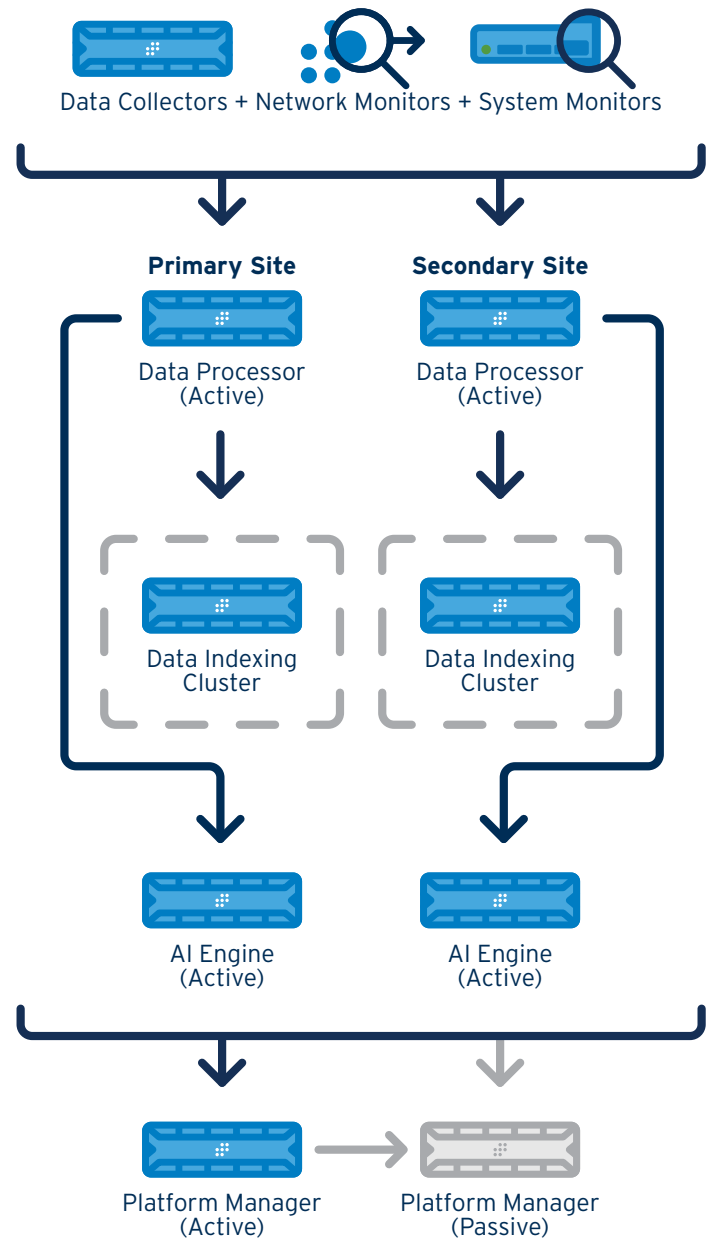 Data Collectors + Network Monitors + System Monitors
Primary Site
Secondary Site
Data Processor
(Active)
Data Processor
(Active)
Data Indexing
Cluster
Data Indexing
Cluster
AI Engine
(Active)
AI Engine
(Active)
Platform Manager
(Active)
Platform Manager
(Passive)